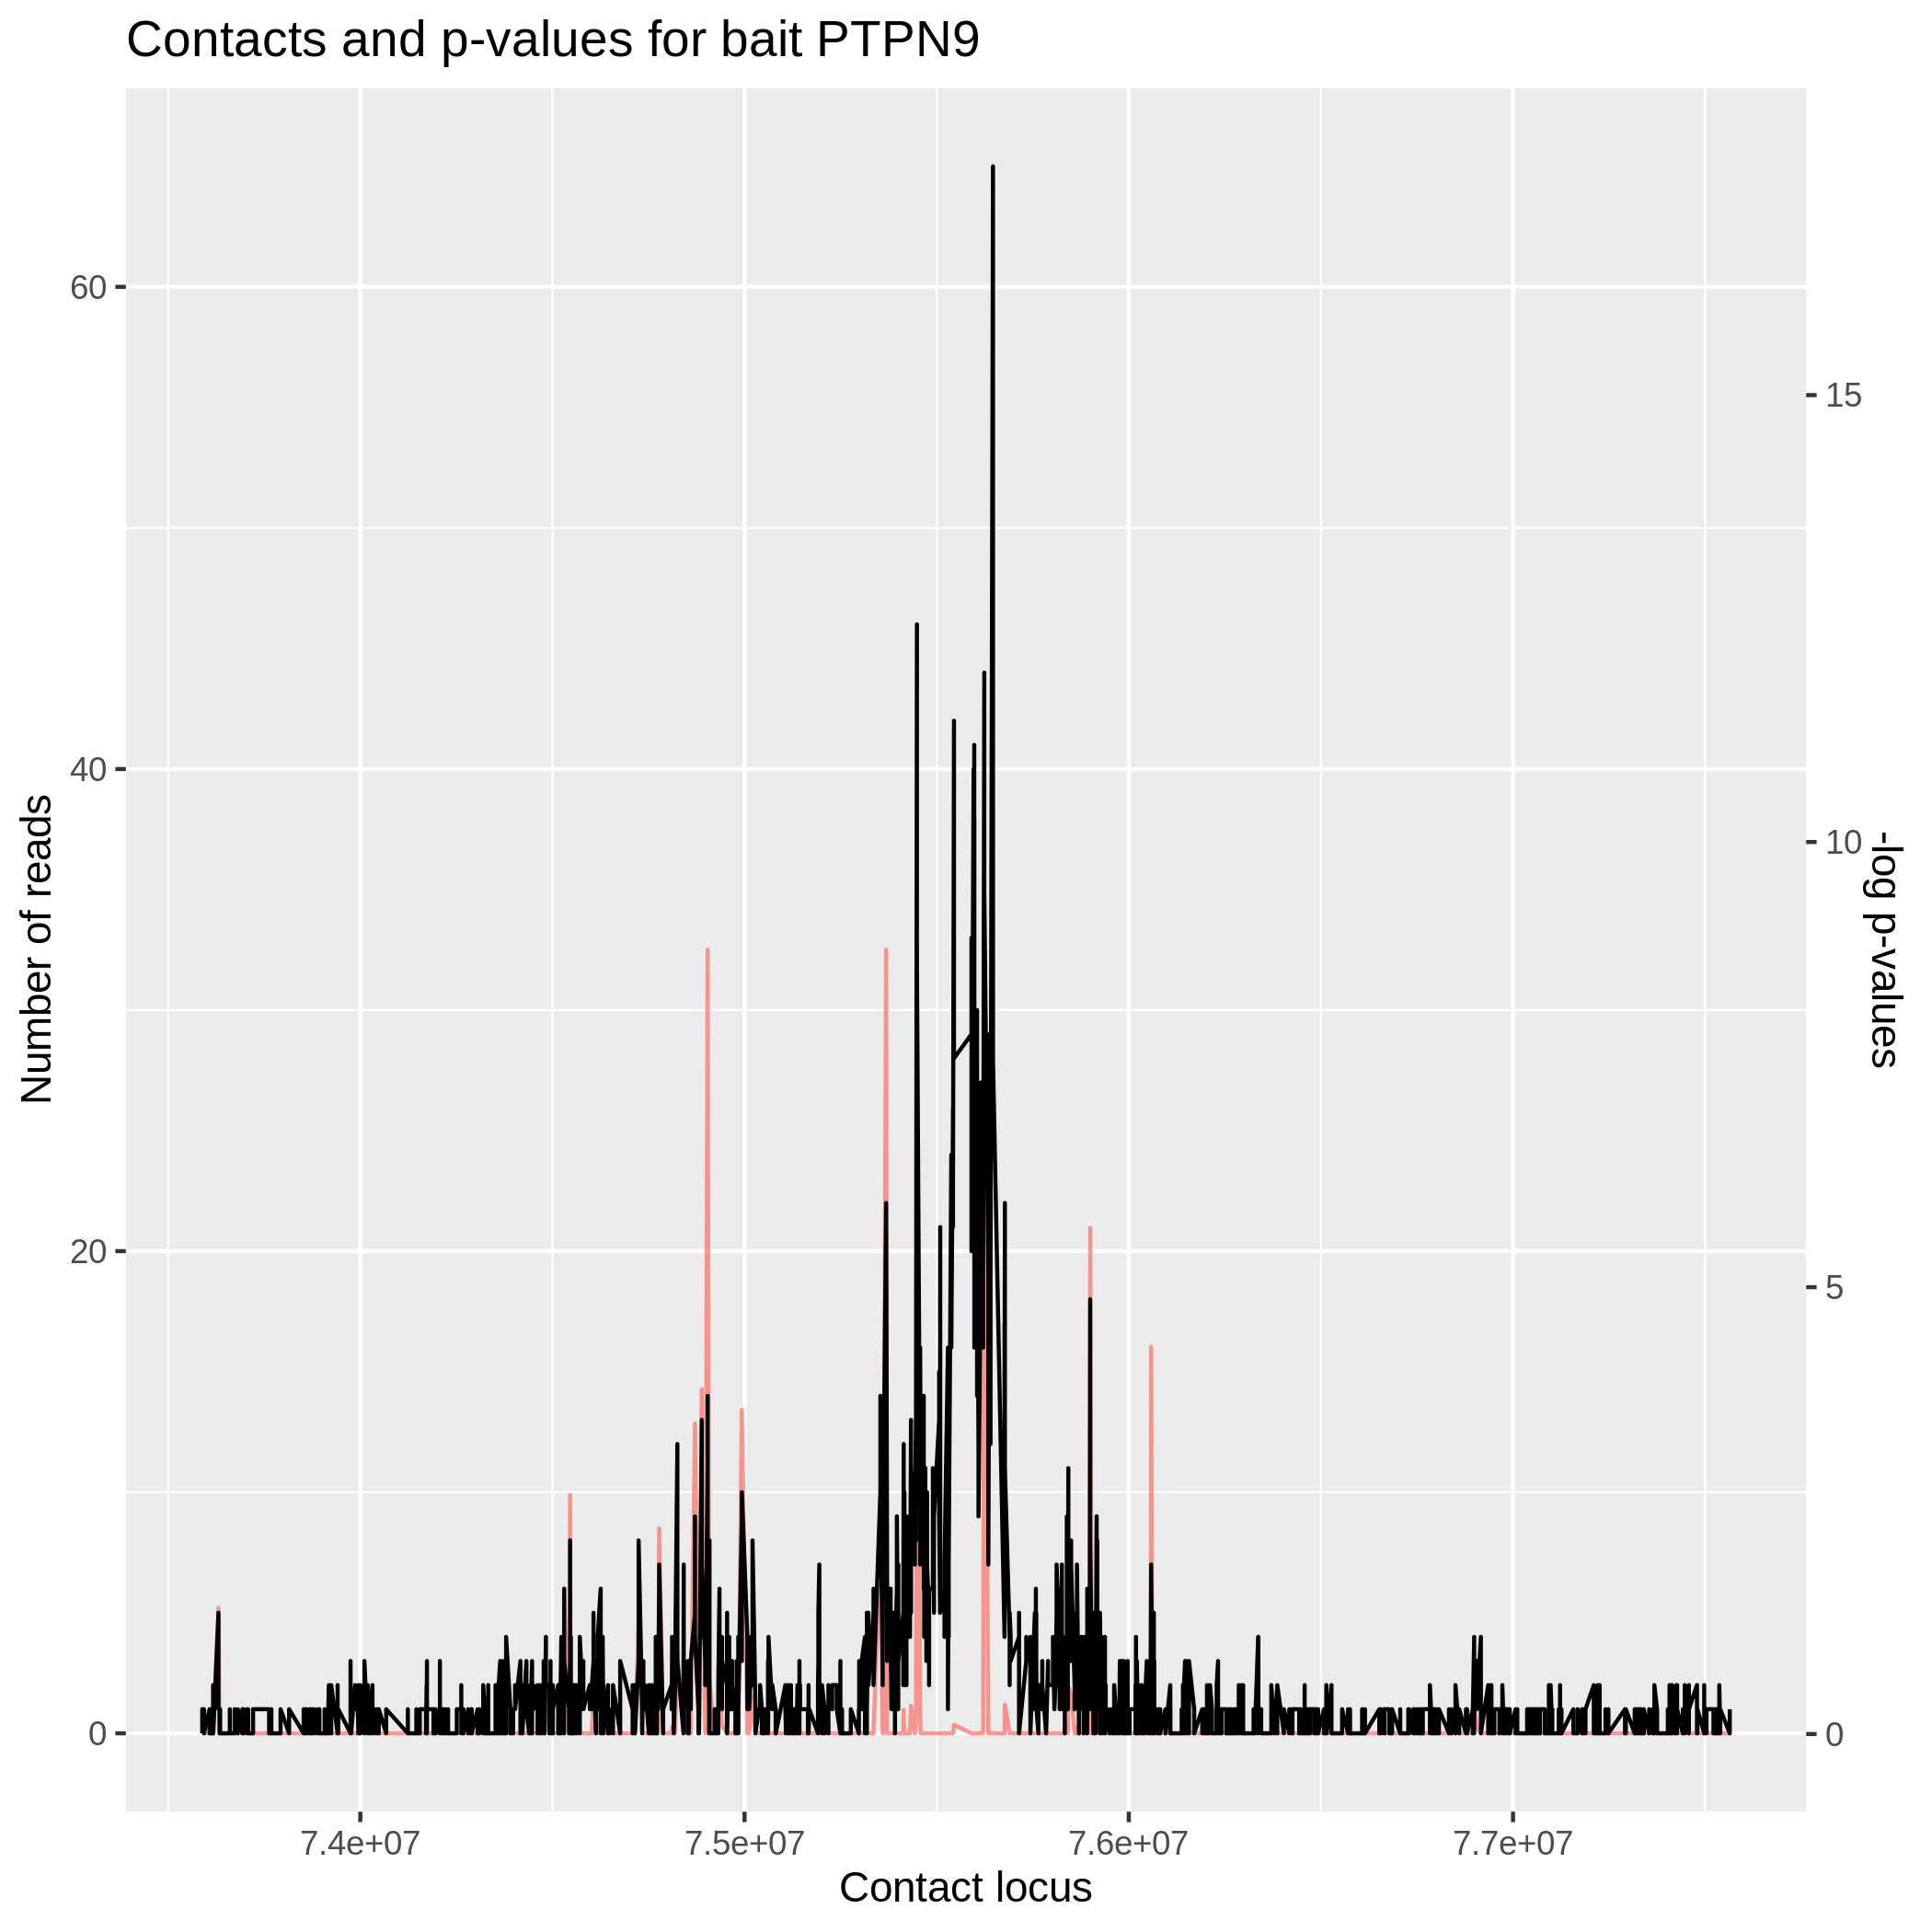 Contacts and p-values for bait PTPN9
60
40
20
0
Number of reads
15
10
5
0
-log p-values
7.4e+07 7.5e+07 7.6e+07 7.7e+07
Contact locus